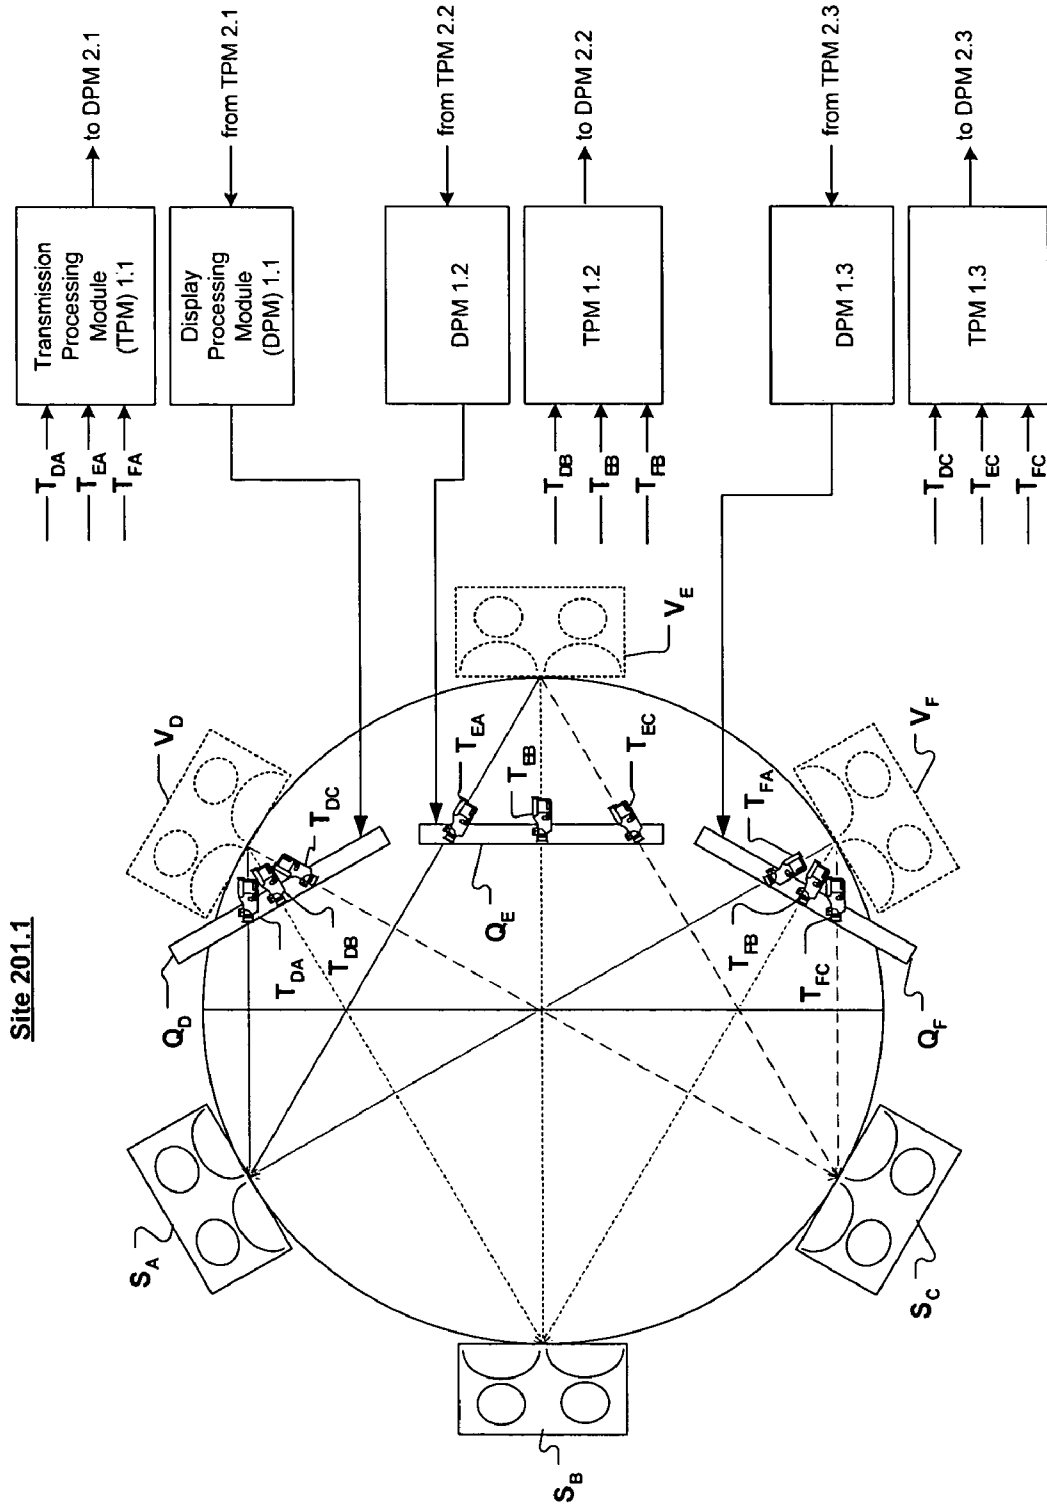 Site 201.1
Transmission
Processing
Module
(TPM) 1.1
to DPM 2.1
T_DA
T_EA
T_FA
Display
Processing
Module
(DPM) 1.1
from TPM 2.1
DPM 1.2
from TPM 2.2
TPM 1.2
to DPM 2.2
T_DB
T_EB
T_FB
DPM 1.3
from TPM 2.3
TPM 1.3
to DPM 2.3
T_DC
T_EC
T_FC
V_D
V_E
V_F
T_DC
T_DB
T_DA
Q_D
T_EA
T_EB
T_EC
Q_E
T_FA
T_FB
T_FC
Q_F
S_A
S_B
S_C